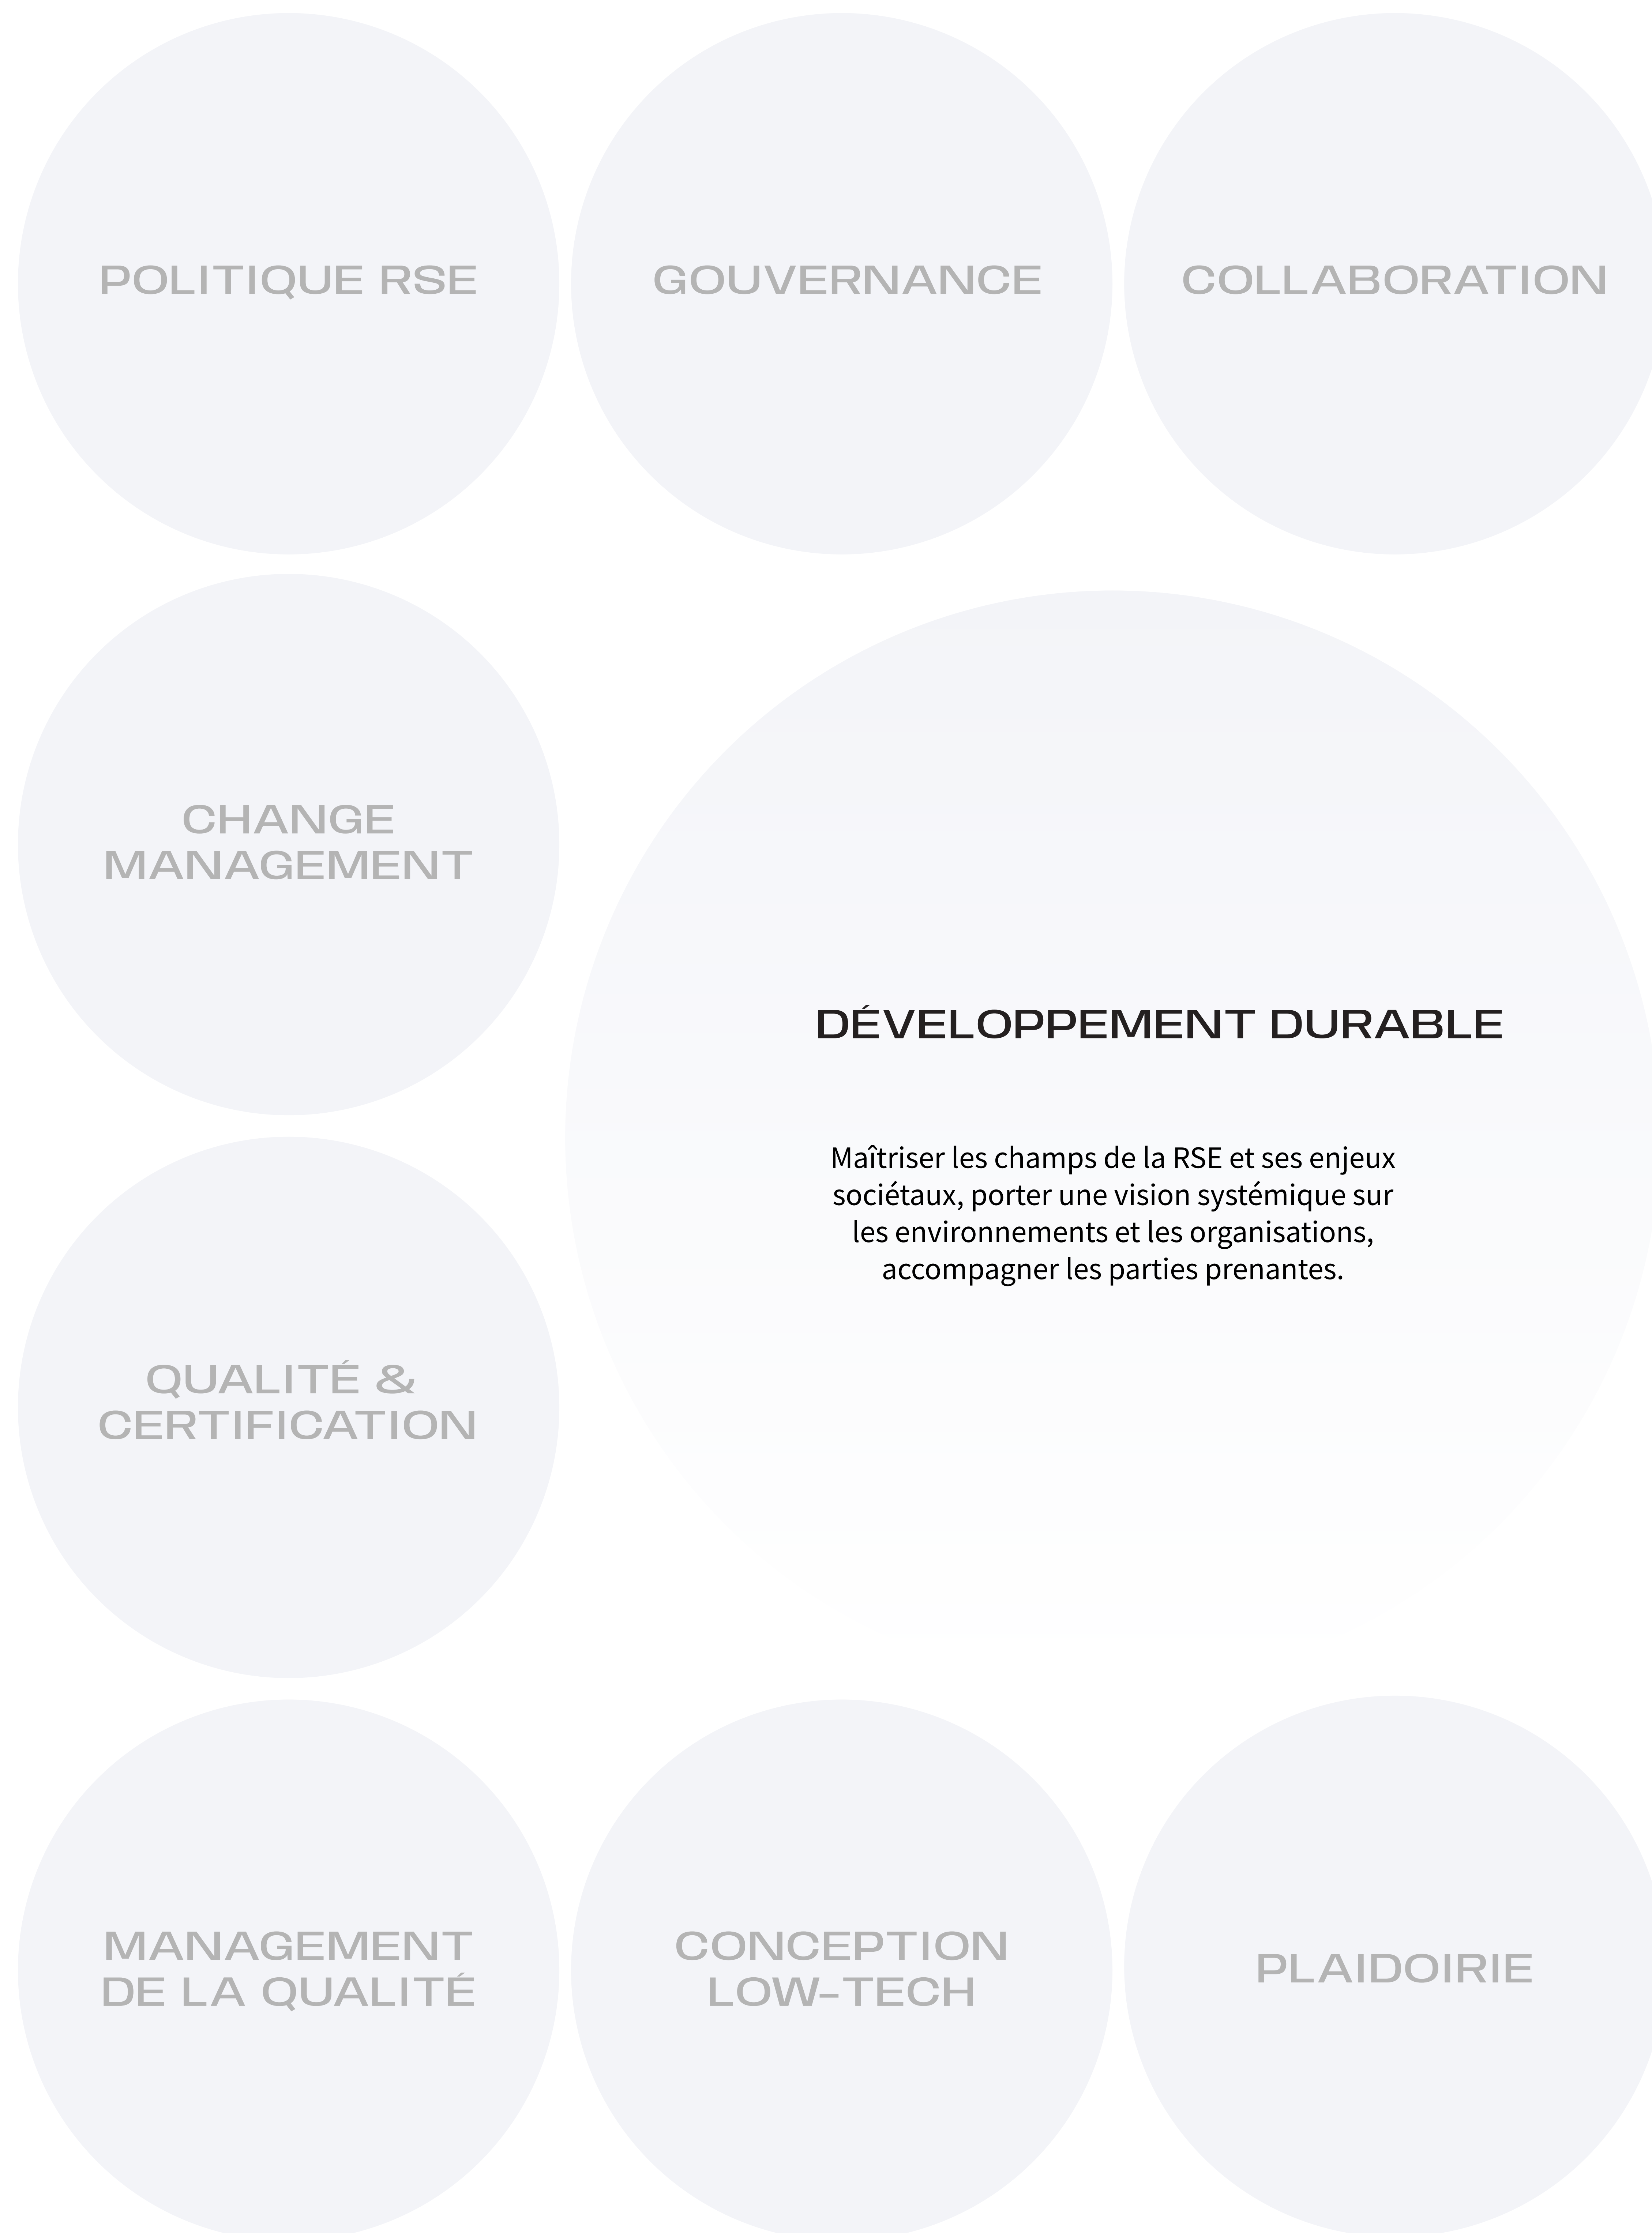 POLITIQUE RSE
GOUVERNANCE
COLLABORATION
CHANGE
MANAGEMENT
DÉVELOPPEMENT DURABLE
Maîtriser les champs de la RSE et ses enjeux
sociétaux, porter une vision systémique sur
les environnements et les organisations,
accompagner les parties prenantes.
QUALITÉ &
CERTIFICATION
MANAGEMENT
DE LA QUALITÉ
CONCEPTION
LOW-TECH
PLAIDOIRIE